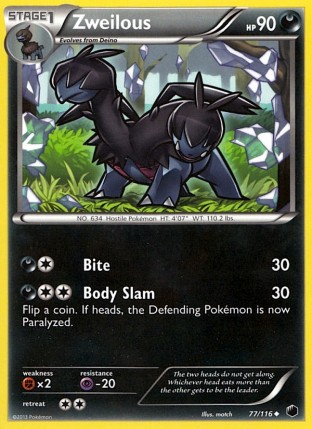 STAGE1
Zweilous
HP90
Evolves from Deino
NO. 634 Hostile Pokémon HT: 4'07" WT: 110.2 lbs.
Bite 30
Body Slam 30
Flip a coin. If heads, the Defending Pokémon is now
Paralyzed.
weakness
×2
resistance
-20
retreat
The two heads do not get along.
Whichever head eats more than
the other gets to be the leader.
Illus. match
77/116
©2013 Pokémon